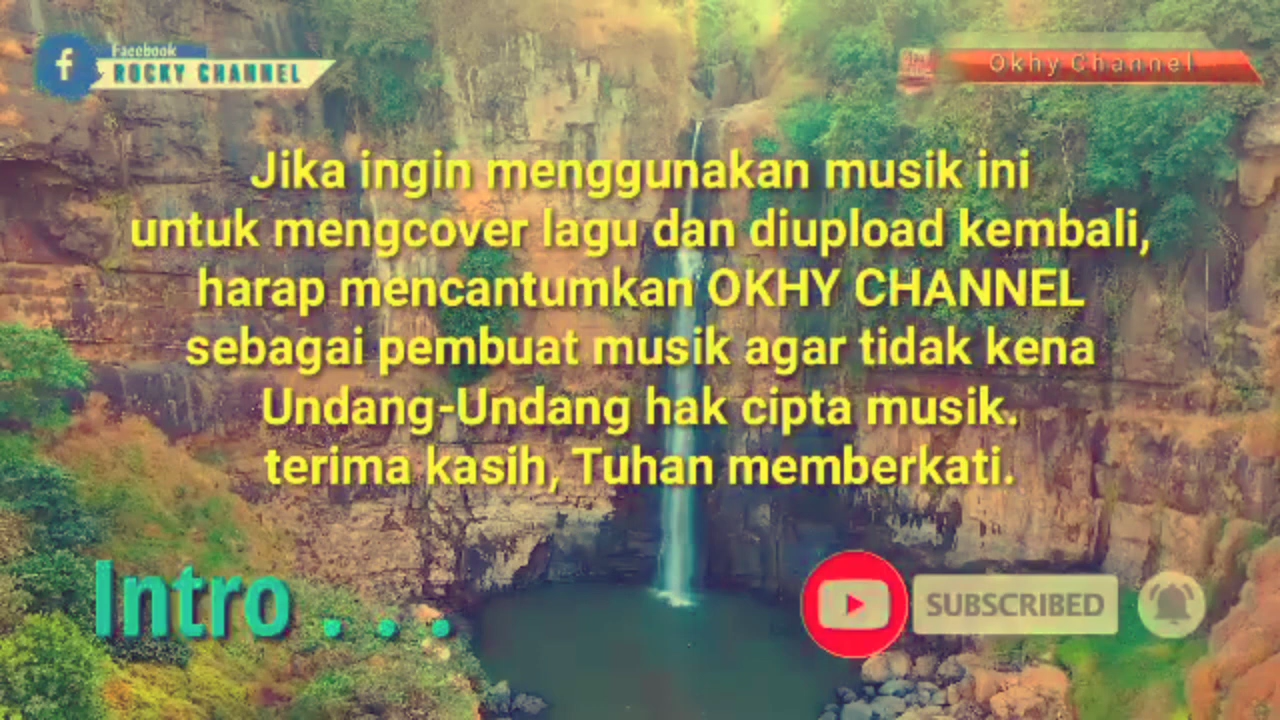 Facebook
ROCKY CHANNEL
Okhy Channel
Jika ingin menggunakan musik ini
untuk mengcover lagu dan diupload kembali,
harap mencantumkan OKHY CHANNEL
sebagai pembuat musik agar tidak kena
Undang-Undang hak cipta musik.
terima kasih, Tuhan memberkati.
Intro . . .
SUBSCRIBED